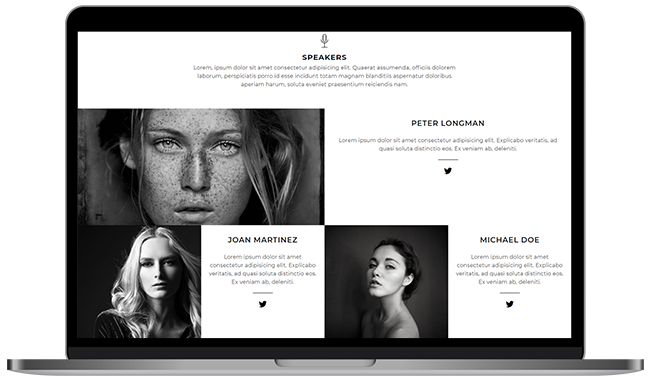 SPEAKERS
Lorem, ipsum dolor sit amet consectetur adipisicing elit. Quaerat assumenda, officiis dolorem
laborum, perspiciatis porro id esse incidunt totam magnam blanditiis aspernatur doloribus
aperiam harum, soluta eveniet praesentium reiciendis nam.
PETER LONGMAN
Lorem ipsum dolor sit amet consectetur adipisicing elit. Explicabo veritatis, ad
quasi soluta distinctio eos. Ex veniam ab, deleniti.
JOAN MARTINEZ
Lorem ipsum dolor sit amet
consectetur adipisicing elit. Explicabo
veritatis, ad quasi soluta distinctio eos.
Ex veniam ab, deleniti.
MICHAEL DOE
Lorem ipsum dolor sit amet
consectetur adipisicing elit. Explicabo
veritatis, ad quasi soluta distinctio eos.
Ex veniam ab, deleniti.